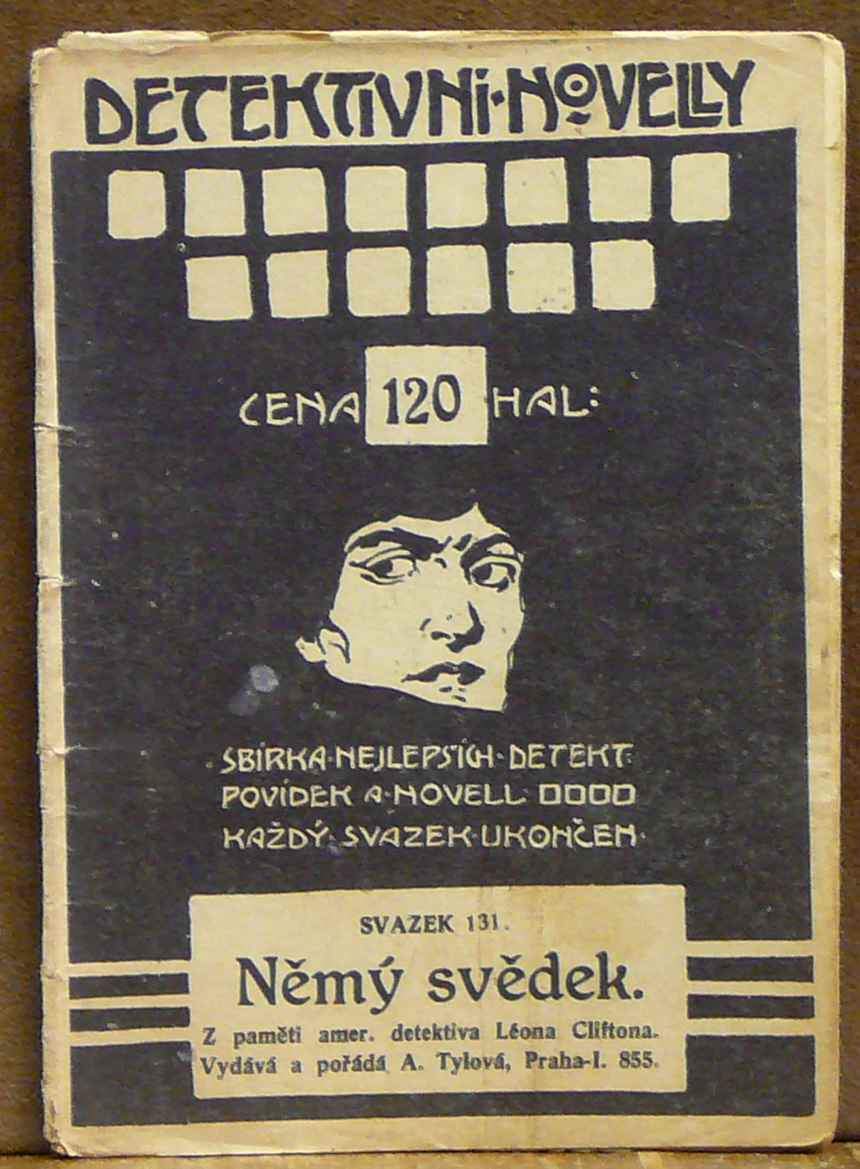 DETEKTIVNÍ·NOVELLY
CENA 120 HAL:
SBÍRKA·NEJLEPŠÍCH·DETEKT·
POVÍDEK A·NOVELL
KAŽDÝ·SVAZEK·UKONČEN·
SVAZEK 131.
Němý svědek.
Z paměti amer. detektiva Léona Cliftona.
Vydává a pořádá A. Tylová, Praha-I. 855.